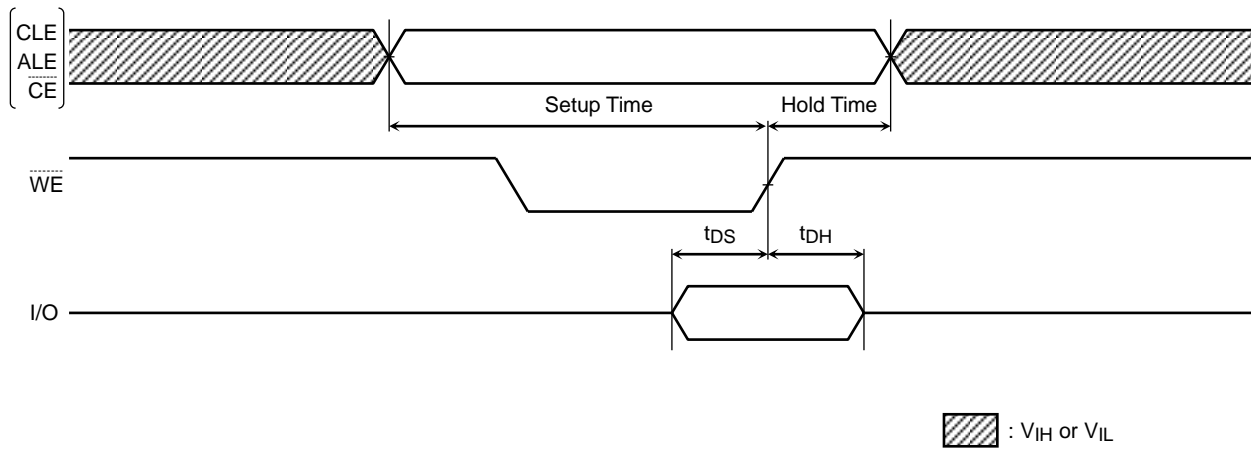 CLE
ALE
CE
Setup Time
Hold Time
WE
tDS
tDH
I/O
: VIH or VIL